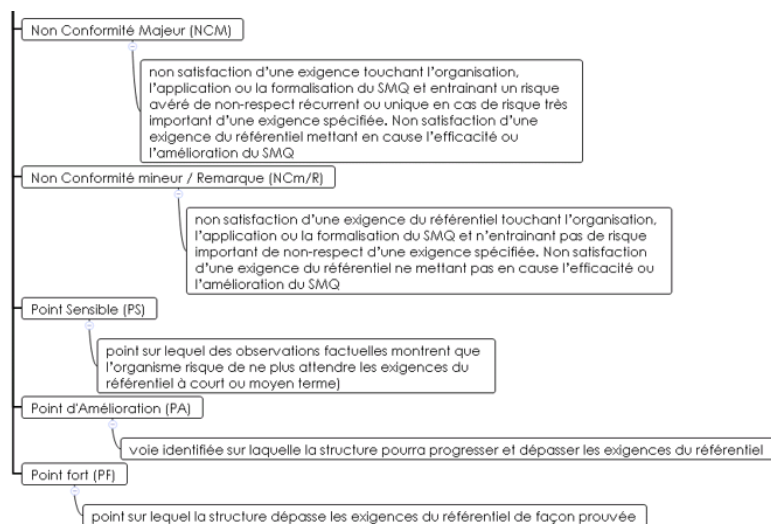 Non Conformité Majeur (NCM)
non satisfaction d'une exigence touchant l'organisation,
l'application ou la formalisation du SMQ et entrainant un risque
avéré de non-respect récurrent ou unique en cas de risque très
important d'une exigence spécifiée. Non satisfaction d'une
exigence du référentiel mettant en cause l'efficacité ou
l'amélioration du SMQ
Non Conformité mineur / Remarque (NCm/R)
non satisfaction d'une exigence du référentiel touchant l'organisation,
l'application ou la formalisation du SMQ et n'entrainant pas de risque
important de non-respect d'une exigence spécifiée. Non satisfaction
d'une exigence du référentiel ne mettant pas en cause l'efficacité ou
l'amélioration du SMQ
Point Sensible (PS)
point sur lequel des observations factuelles montrent que
l'organisme risque de ne plus attendre les exigences du
référentiel à court ou moyen terme)
Point d'Amélioration (PA)
voie identifiée sur laquelle la structure pourra progresser et dépasser les exigences du référentiel
Point fort (PF)
point sur lequel la structure dépasse les exigences du référentiel de façon prouvée